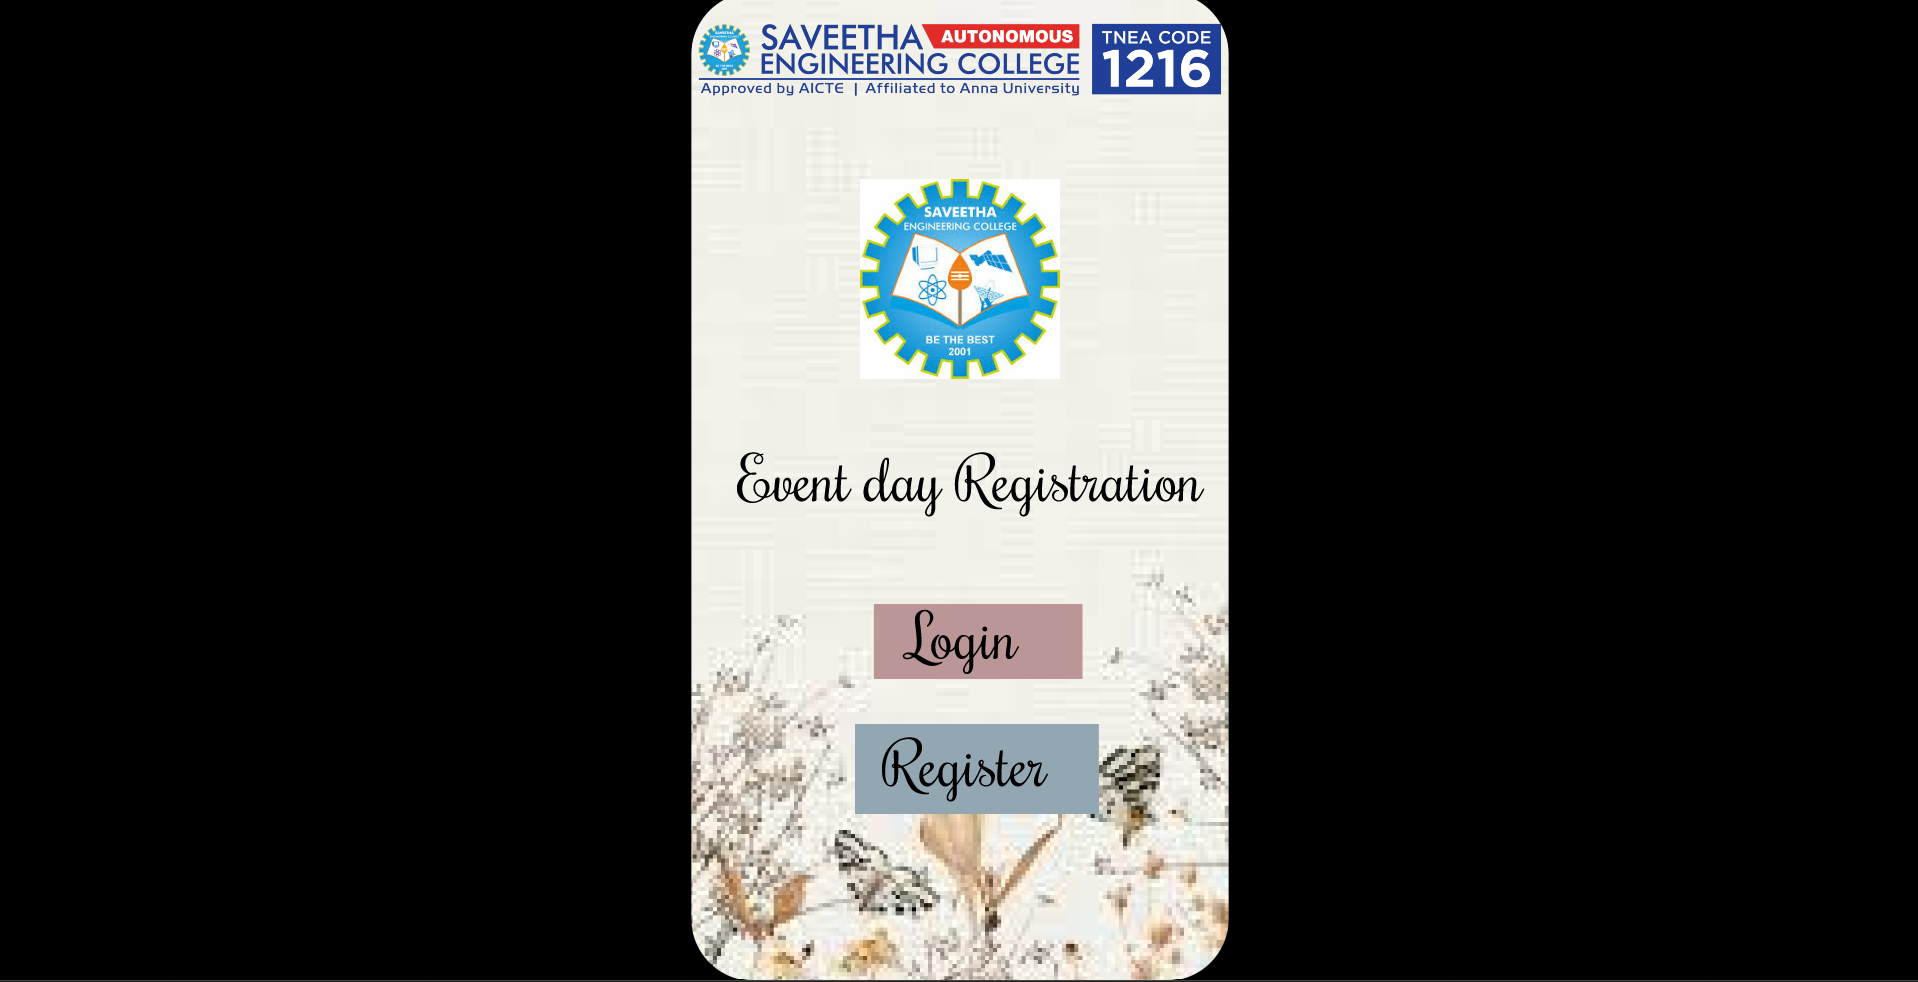 SAVEETHA AUTONOMOUS
ENGINEERING COLLEGE
Approved by AICTE | Affiliated to Anna University
TNEA CODE
1216
SAVEETHA
ENGINEERING COLLEGE
BE THE BEST
2001
Event day Registration
Login
Register